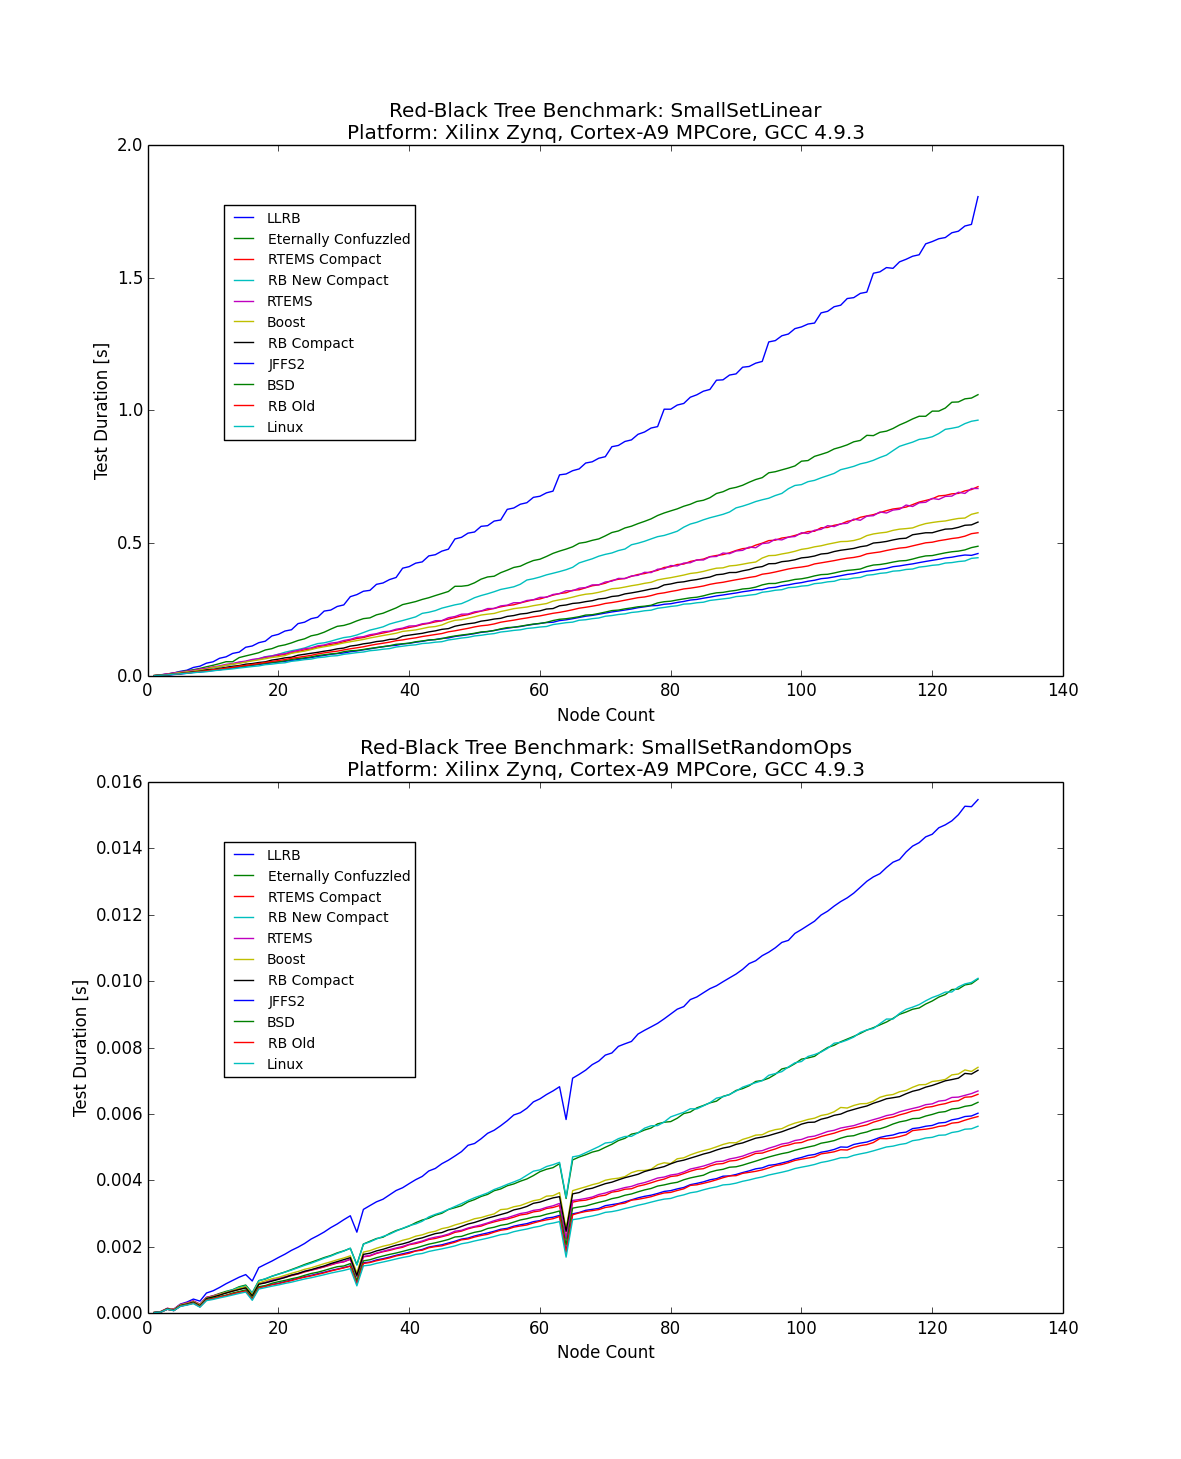 Red-Black Tree Benchmark: SmallSetLinear
Platform: Xilinx Zynq, Cortex-A9 MPCore, GCC 4.9.3
2.0
1.5
1.0
0.5
0.0
Test Duration [s]
LLRB
Eternally Confuzzled
RTEMS Compact
RB New Compact
RTEMS
Boost
RB Compact
JFFS2
BSD
RB Old
Linux
0 20 40 60 80 100 120 140
Node Count
Red-Black Tree Benchmark: SmallSetRandomOps
Platform: Xilinx Zynq, Cortex-A9 MPCore, GCC 4.9.3
0.016
0.014
0.012
0.010
0.008
0.006
0.004
0.002
0.000
Test Duration [s]
LLRB
Eternally Confuzzled
RTEMS Compact
RB New Compact
RTEMS
Boost
RB Compact
JFFS2
BSD
RB Old
Linux
0 20 40 60 80 100 120 140
Node Count